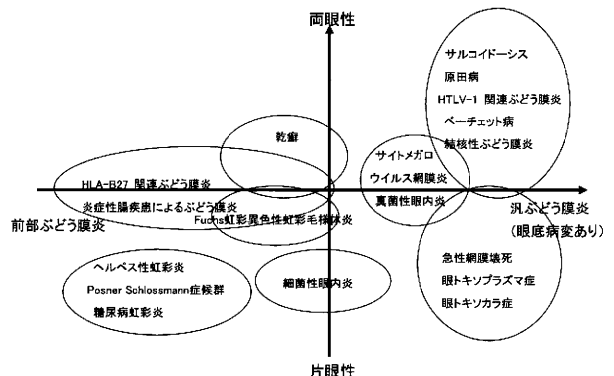 両眼性
サルコイドーシス
原田病
HTLV-1 関連ぶどう膜炎
ベーチェット病
結核性ぶどう膜炎
乾癬
サイトメガロ
ウイルス網膜炎
真菌性眼内炎
HLA-B27 関連ぶどう膜炎
炎症性腸疾患によるぶどう膜炎
Fuchs虹彩異色性虹彩毛様体炎
前部ぶどう膜炎
汎ぶどう膜炎
(眼底病変あり)
ヘルペス性虹彩炎
Posner Schlossmann症候群
糖尿病虹彩炎
細菌性眼内炎
急性網膜壊死
眼トキソプラズマ症
眼トキソカラ症
片眼性